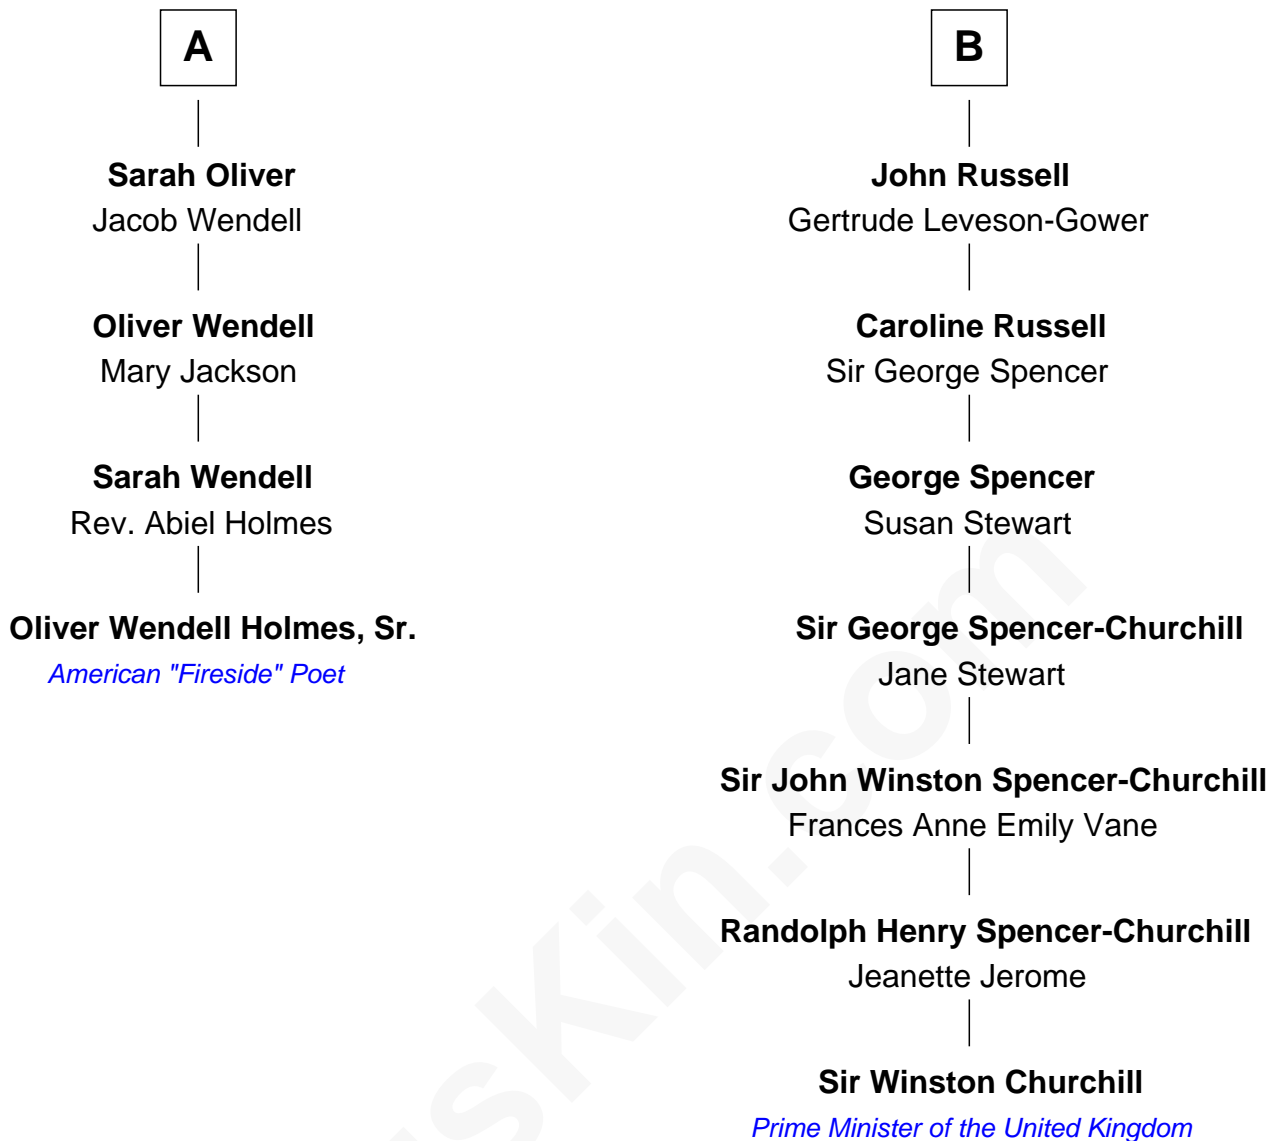 A
Sarah Oliver
Jacob Wendell
Oliver Wendell
Mary Jackson
Sarah Wendell
Rev. Abiel Holmes
Oliver Wendell Holmes, Sr.
American "Fireside" Poet
B
John Russell
Gertrude Leveson-Gower
Caroline Russell
Sir George Spencer
George Spencer
Susan Stewart
Sir George Spencer-Churchill
Jane Stewart
Sir John Winston Spencer-Churchill
Frances Anne Emily Vane
Randolph Henry Spencer-Churchill
Jeanette Jerome
Sir Winston Churchill
Prime Minister of the United Kingdom
sKin.com